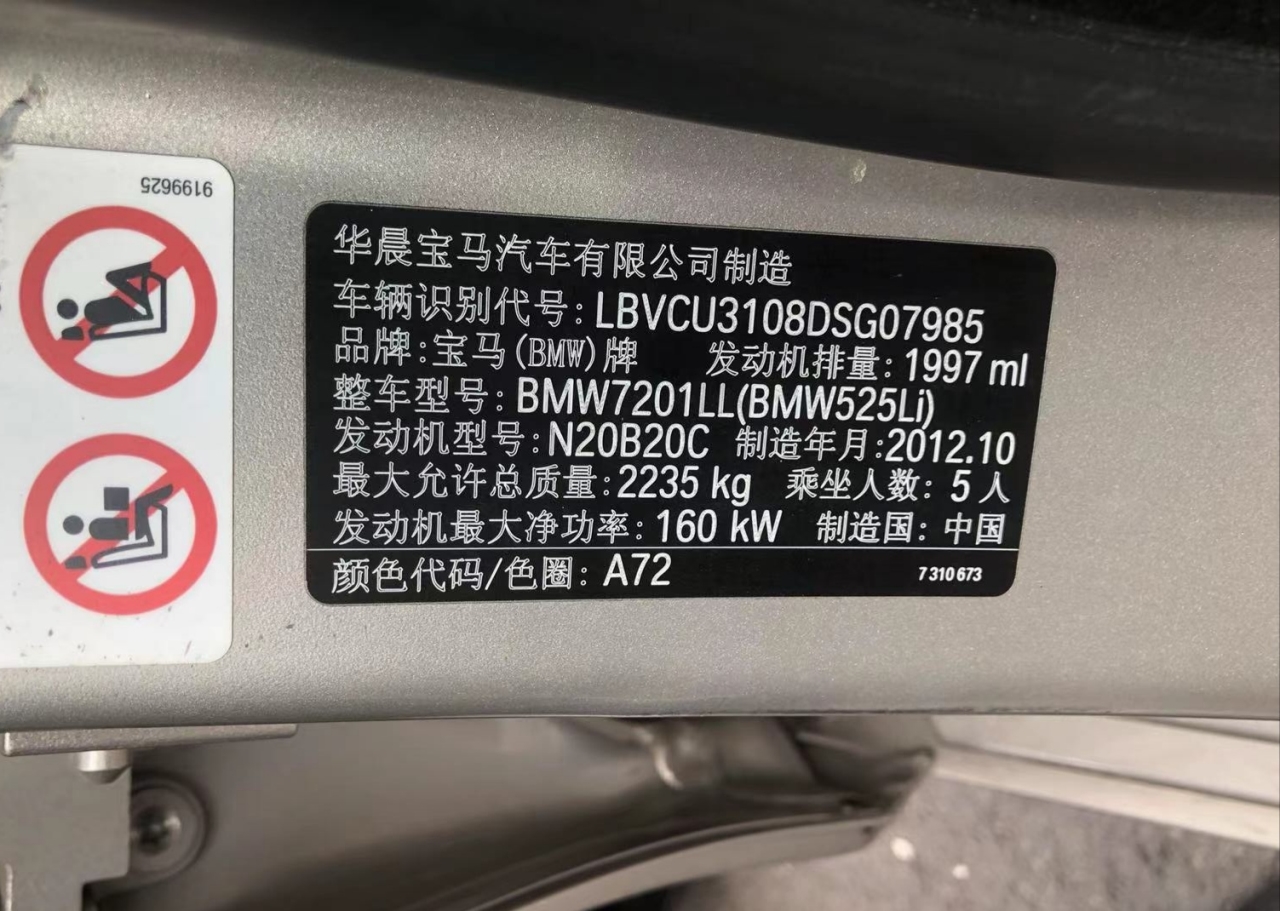 9199625
华晨宝马汽车有限公司制造
车辆识别代号: LBVCU3108DSG07985
品牌:宝马(BMW)牌 发动机排量: 1997 ml
整车型号: BMW7201LL(BMW525Li)
发动机型号: N20B20C 制造年月:2012.10
最大允许总质量:2235 kg 乘坐人数: 5人
发动机最大净功率: 160 kW 制造国: 中国
颜色代码/色圈: A72 7 310 673